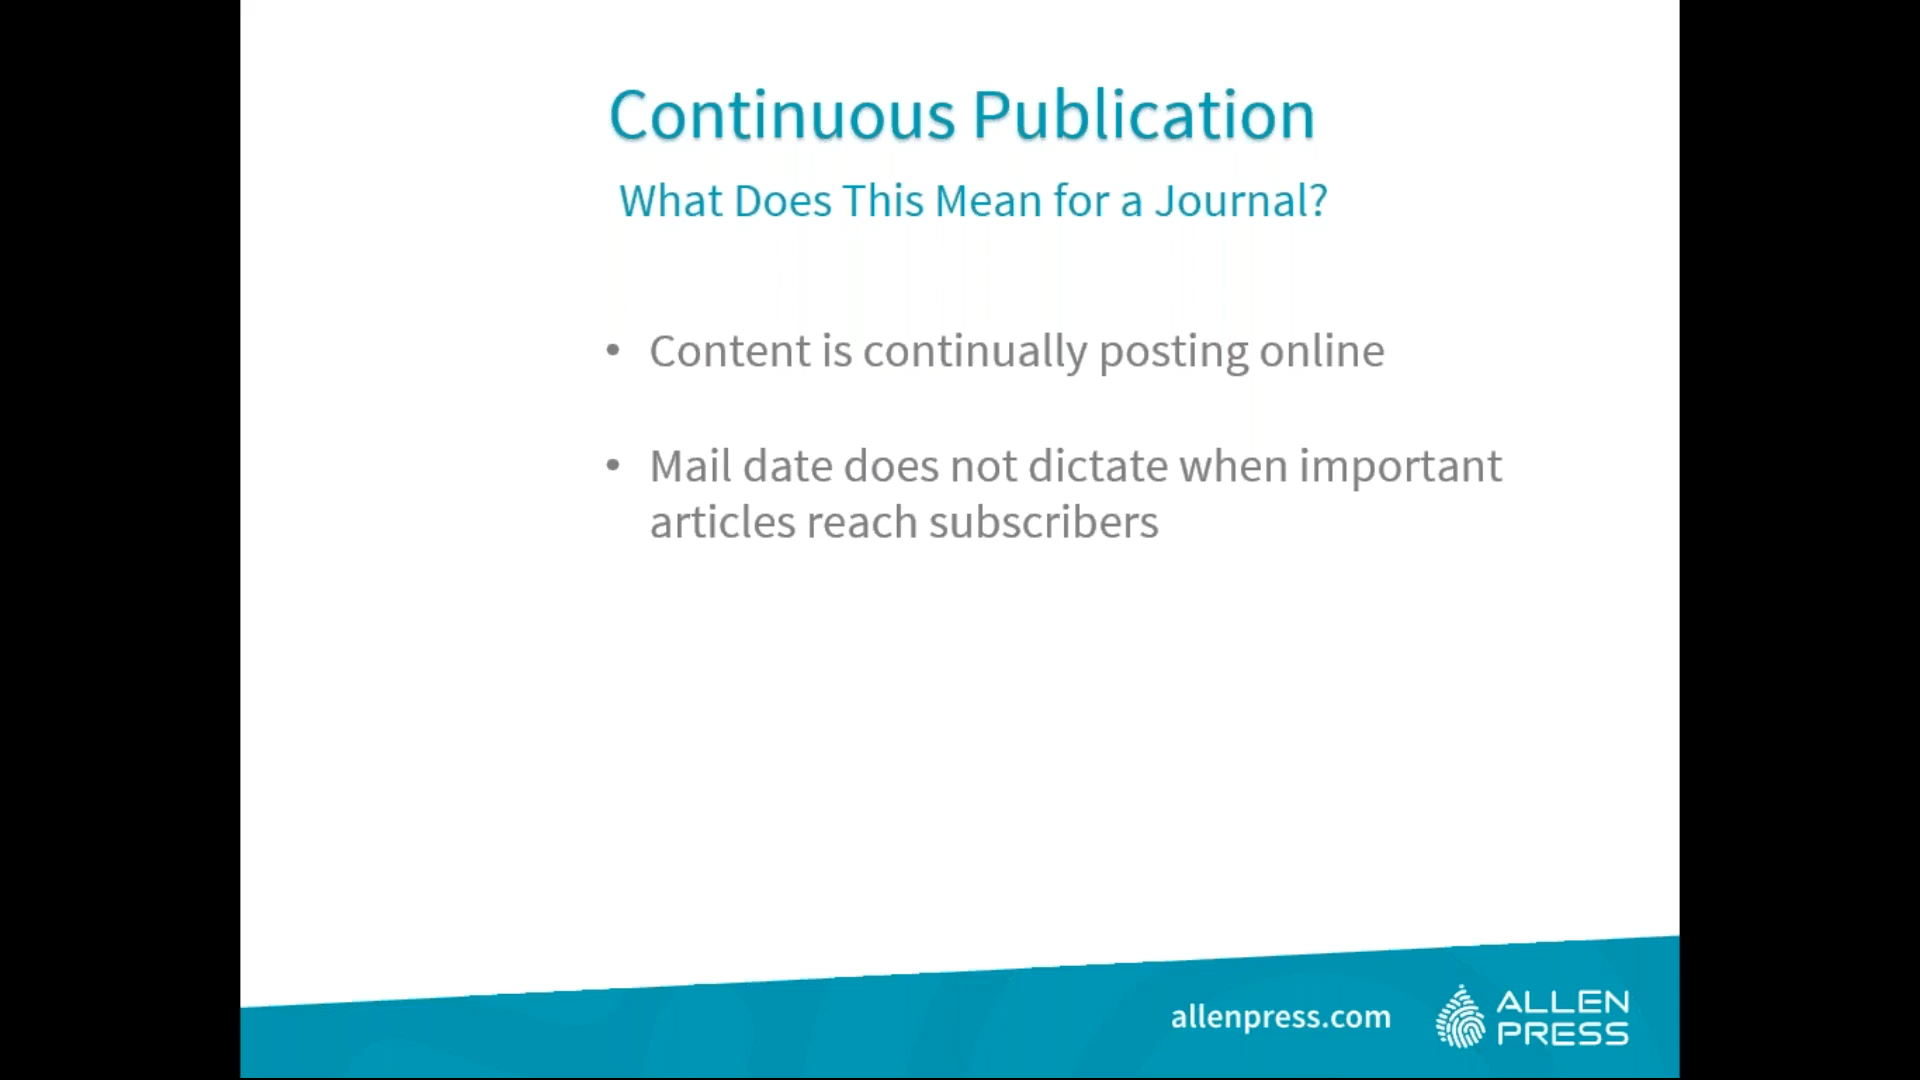 Continuous Publication
What Does This Mean for a Journal?
• Content is continually posting online
• Mail date does not dictate when important
articles reach subscribers
allenpress.com
ALLEN
PRESS